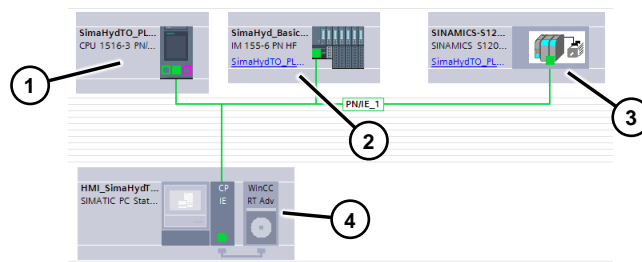 SimaHydTO_PL...
CPU 1516-3 PN/...
1
SimaHyd_Basic...
IM 155-6 PN HF
SimaHydTO_PL...
2
SINAMICS-S12...
SINAMICS S120...
SimaHydTO_PL...
3
PN/IE_1
HMI_SimaHydT...
SIMATIC PC Stat...
CP
IE
WinCC
RT Adv
4